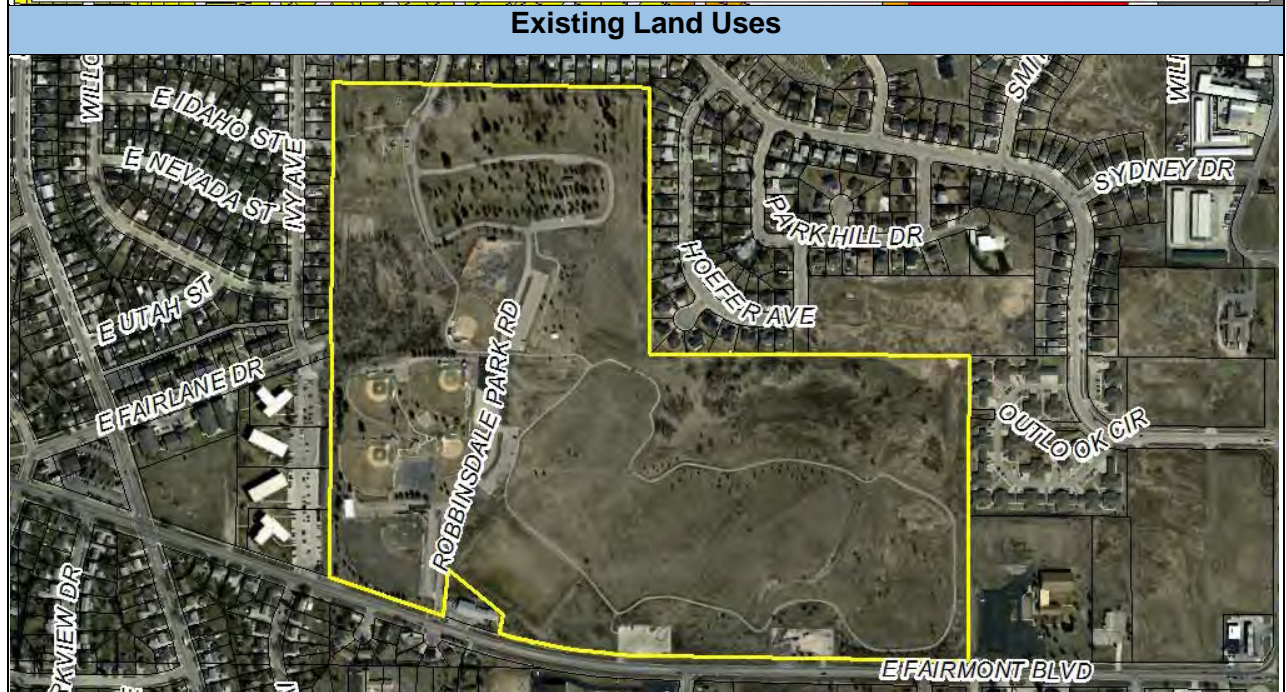 Existing Land Uses
E IDAHO ST
E NEVADA ST
IVY AVE
E UTAH ST
E FAIRLANE DR
ROBBINSDALE PARK RD
HOEFER AVE
PARK HILL DR
SYDNEY DR
OUTLOOK CIR
E FAIRMONT BLVD